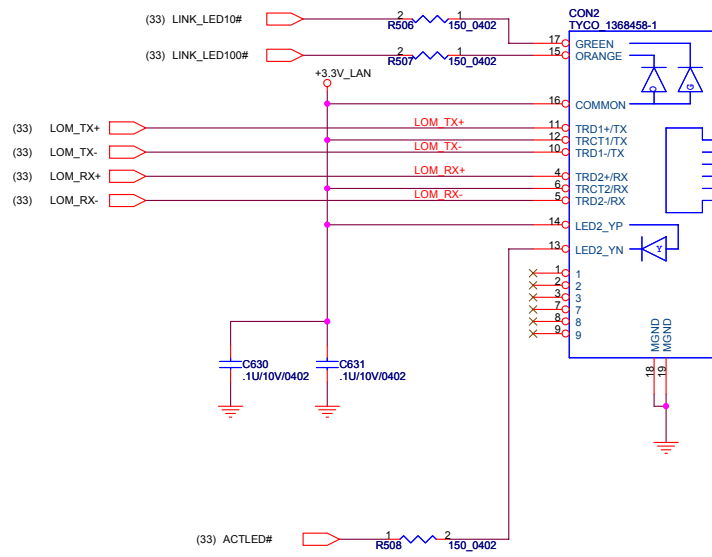 CON2
TYCO_1368458-1
(33) LINK_LED10#
2 1
R506 150_0402
17 GREEN
(33) LINK_LED100#
2 1
R507 150_0402
15 ORANGE
O G
+3.3V_LAN
16 COMMON
(33) LOM_TX+ LOM_TX+ 11 TRD1+/TX
12 TRCT1/TX
(33) LOM_TX- LOM_TX- 10 TRD1-/TX
(33) LOM_RX+ LOM_RX+ 4 TRD2+/RX
6 TRCT2/RX
(33) LOM_RX- LOM_RX- 5 TRD2-/RX
14 LED2_YP
13 LED2_YN
Y
1 1
2 2
3 3
7 7
8 8
9 9
MGND
MGND
18
19
C630
.1U/10V/0402
C631
.1U/10V/0402
(33) ACTLED#
1 2
R508 150_0402